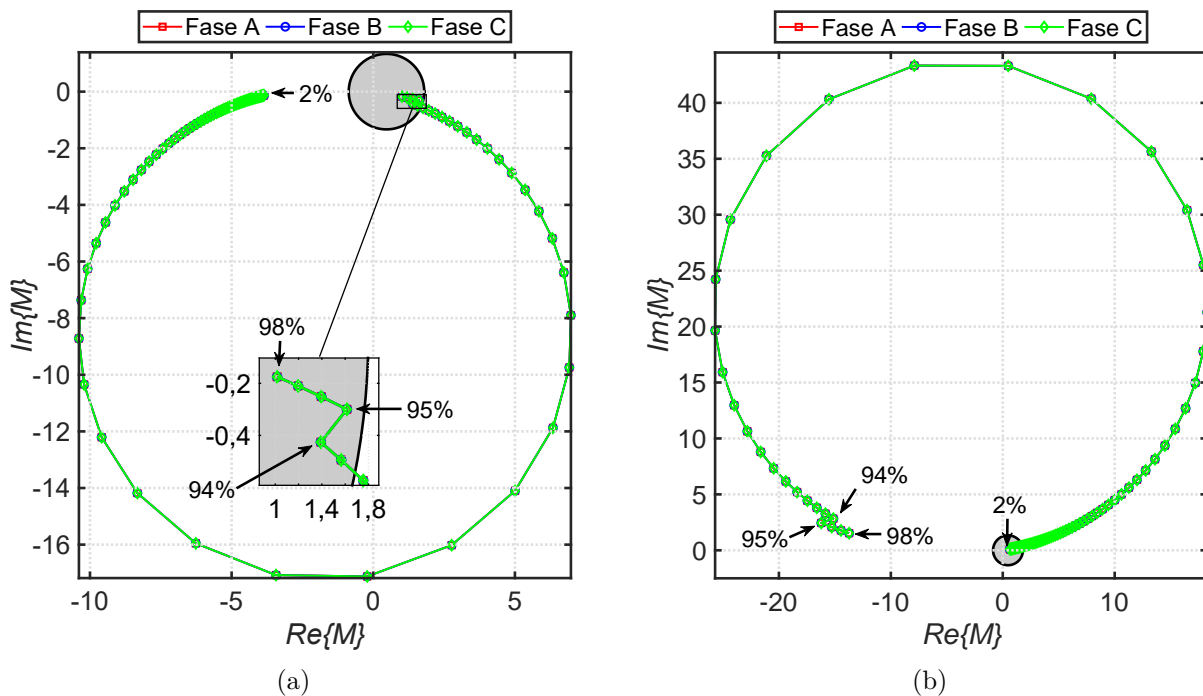 Fase A Fase B Fase C
0
-2
-4
-6
-8
-10
-12
-14
-16
Im{M}
2%
98%
-0,2
95%
-0,4
94%
1 1,4 1,8
-10 -5 0 5
Re{M}
(a)
Fase A Fase B Fase C
40
35
30
25
20
15
10
5
0
Im{M}
94%
2%
95%
98%
-20 -10 0 10
Re{M}
(b)